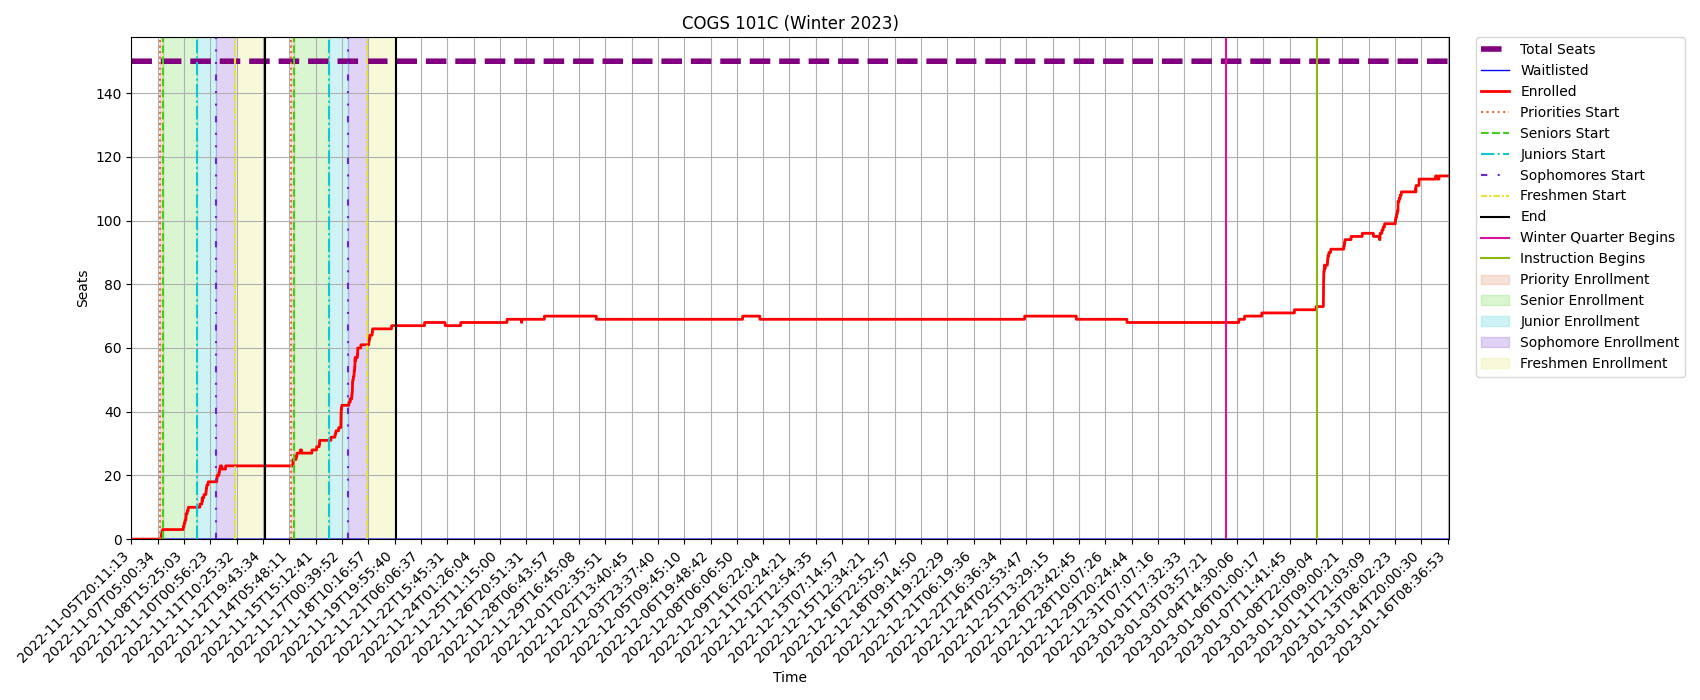 COGS 101C (Winter 2023)
Seats
140
120
100
80
60
40
20
0
2022-11-05T20:11:13
2022-11-07T05:00:34
2022-11-08T15:25:03
2022-11-10T00:56:23
2022-11-11T10:25:32
2022-11-12T19:43:34
2022-11-14T05:48:11
2022-11-15T15:12:41
2022-11-17T00:39:52
2022-11-18T10:16:57
2022-11-19T19:55:40
2022-11-21T06:06:37
2022-11-22T15:45:31
2022-11-24T01:26:04
2022-11-25T11:15:00
2022-11-26T20:51:31
2022-11-28T06:43:57
2022-11-29T16:45:08
2022-12-01T02:35:51
2022-12-02T13:40:45
2022-12-03T23:37:40
2022-12-05T09:45:10
2022-12-06T19:48:42
2022-12-08T06:06:50
2022-12-09T16:22:04
2022-12-11T02:24:21
2022-12-12T12:54:35
2022-12-13T07:14:57
2022-12-15T12:34:21
2022-12-16T22:52:57
2022-12-18T09:14:50
2022-12-19T19:22:29
2022-12-21T06:19:36
2022-12-22T16:36:34
2022-12-24T02:53:47
2022-12-25T13:29:15
2022-12-26T23:42:45
2022-12-28T10:07:26
2022-12-29T20:24:44
2022-12-31T07:07:16
2023-01-01T17:32:33
2023-01-03T03:57:21
2023-01-04T14:30:06
2023-01-06T01:00:17
2023-01-07T11:41:45
2023-01-08T22:09:04
2023-01-10T09:00:21
2023-01-11T21:03:09
2023-01-13T08:02:23
2023-01-14T20:00:30
2023-01-16T08:36:53
Time
Total Seats
Waitlisted
Enrolled
Priorities Start
Seniors Start
Juniors Start
Sophomores Start
Freshmen Start
End
Winter Quarter Begins
Instruction Begins
Priority Enrollment
Senior Enrollment
Junior Enrollment
Sophomore Enrollment
Freshmen Enrollment